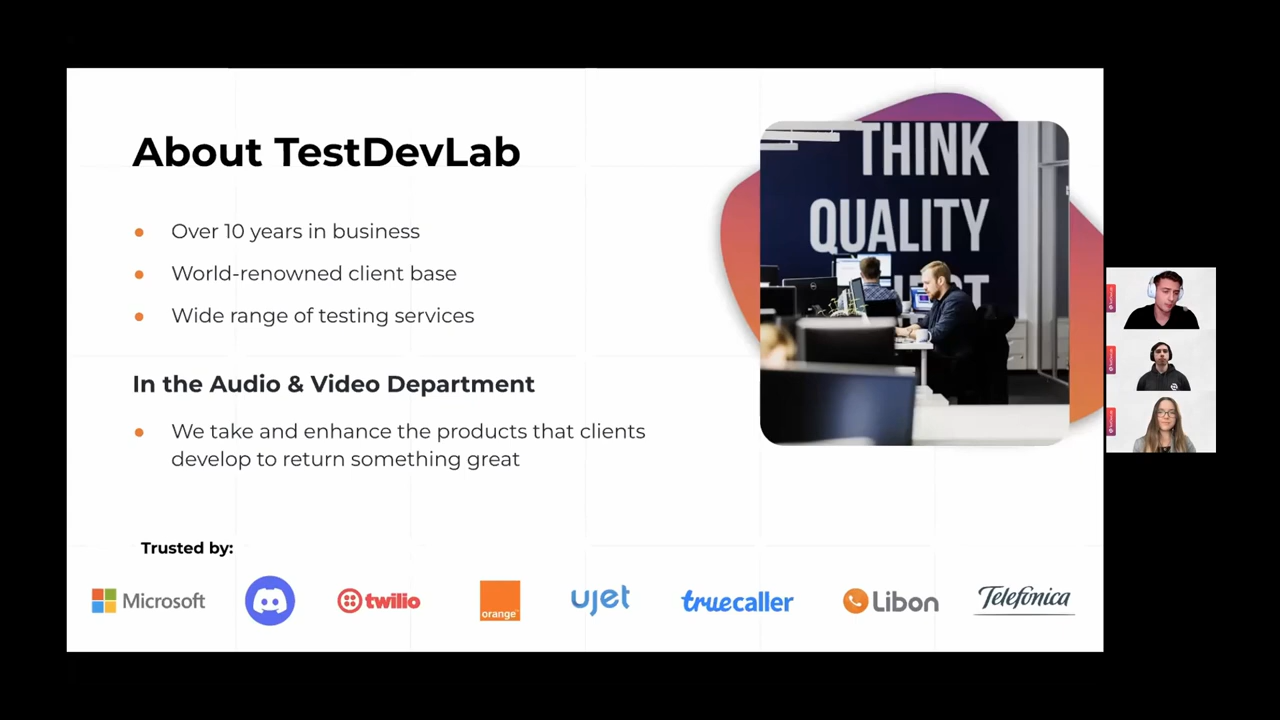 About TestDevLab
Over 10 years in business
World-renowned client base
Wide range of testing services
In the Audio & Video Department
We take and enhance the products that clients
develop to return something great
THINK
QUALITY
Trusted by:
Microsoft
twilio
orange™
ujet
truecaller
Libon
Telefónica